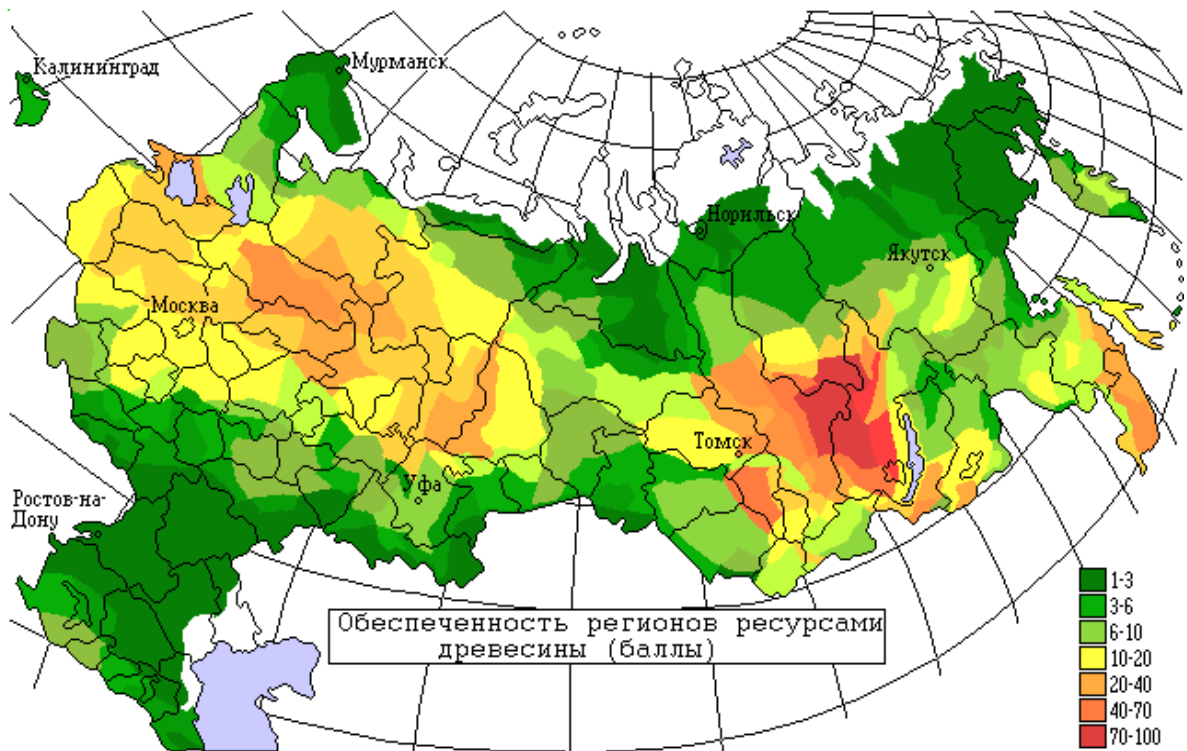 Калининград
Мурманск
Норильск
Якутск
Москва
Томск
Уфа
Ростов-на-
Дону
Обеспеченность регионов ресурсами
древесины (баллы)
1-3
3-6
6-10
10-20
20-40
40-70
70-100